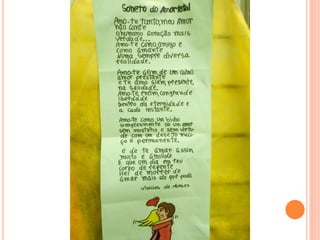 Soneto do Amor total
Amo-te tanto, meu Amor
não cante
o humano coração mais
verdade...
Amo-te como amigo e
como amante
numa sempre diversa
realidade.
Amo-te afim, de um calmo
amor prestante
e te amo além, presente
na saudade.
Amo-te, enfim, com grande
liberdade
dentro da eternidade e
a cada instante.
Amo-te como um bicho
simplesmente de um amor
sem mistério e sem virtu-
de com um desejo maci-
ço e permanente.
E de te amar assim,
muito e amiúde
É que um dia em teu
corpo de repente
Hei de morrer de
amar mais do que pude
Vinicius de Moraes